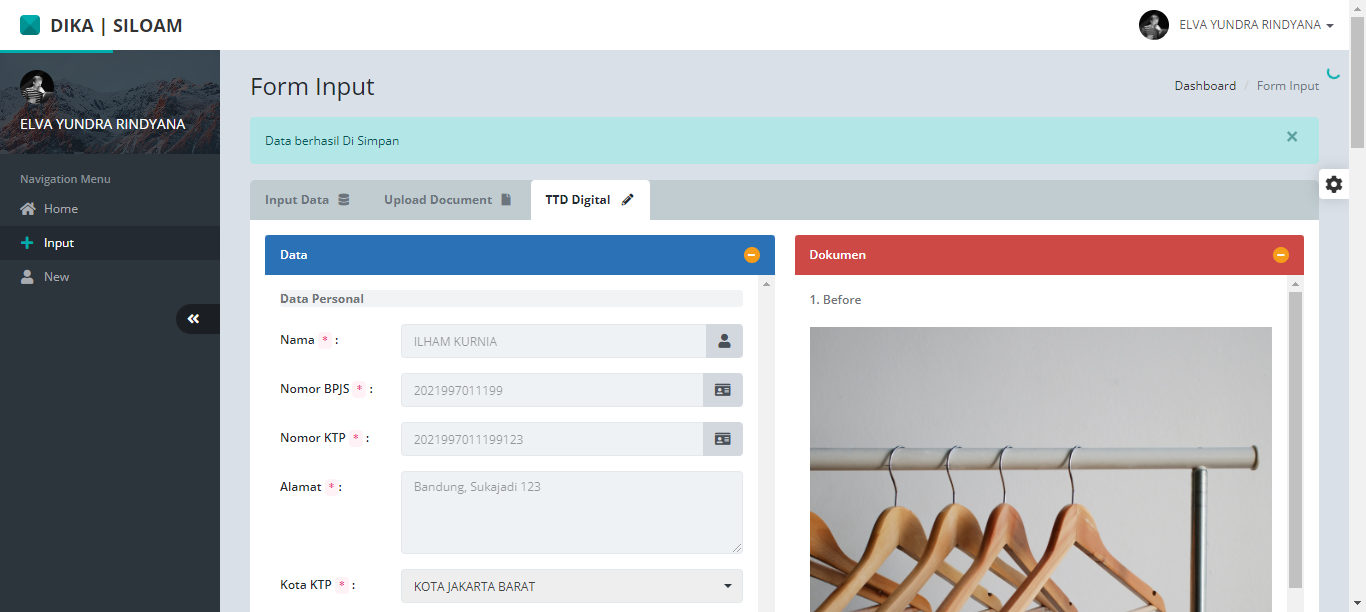 DIKA | SILOAM
ELVA YUNDRA RINDYANA
ELVA YUNDRA RINDYANA
Navigation Menu
Home
Input
New
Form Input
Dashboard / Form Input
Data berhasil Di Simpan ×
Input Data
Upload Document
TTD Digital
Data
Data Personal
Nama * :
ILHAM KURNIA
Nomor BPJS * :
2021997011199
Nomor KTP * :
2021997011199123
Alamat * :
Bandung, Sukajadi 123
Kota KTP * :
KOTA JAKARTA BARAT
Dokumen
1. Before